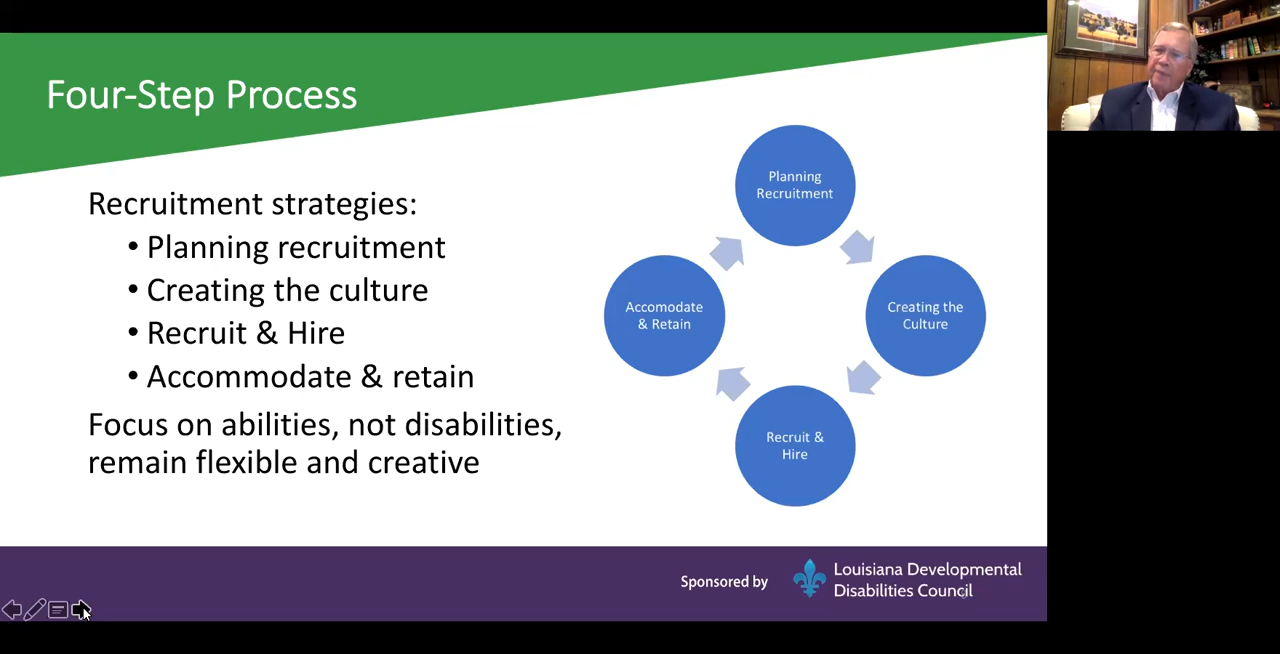 Four-Step Process
Recruitment strategies:
• Planning recruitment
• Creating the culture
• Recruit & Hire
• Accommodate & retain
Focus on abilities, not disabilities,
remain flexible and creative
Planning
Recruitment
Creating the
Culture
Recruit &
Hire
Accomodate
& Retain
Sponsored by
Louisiana Developmental
Disabilities Council